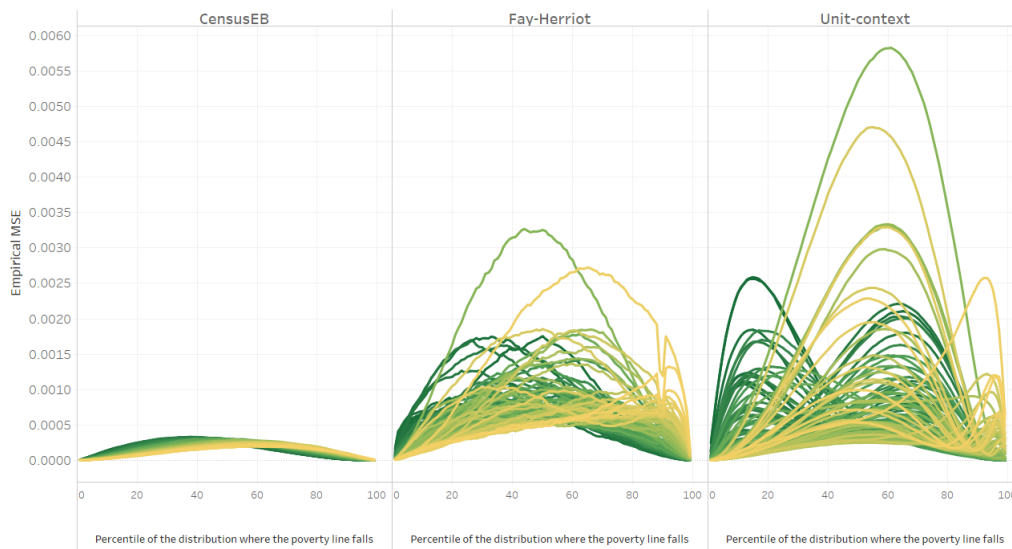 CensusEB
Fay-Herriot
Unit-context
0.0060
0.0055
0.0050
0.0045
0.0040
0.0035
0.0030
0.0025
0.0020
0.0015
0.0010
0.0005
0.0000
Empirical MSE
0 20 40 60 80 100
0 20 40 60 80 100
0 20 40 60 80 100
Percentile of the distribution where the poverty line falls
Percentile of the distribution where the poverty line falls
Percentile of the distribution where the poverty line falls